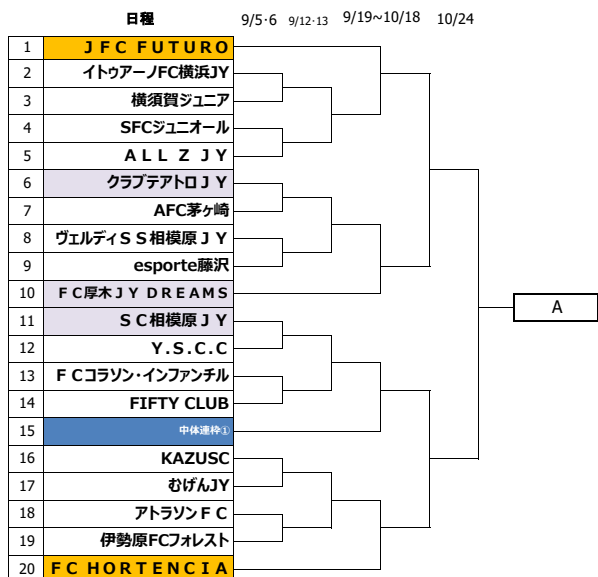 日程 9/5·6 9/12·13 9/19~10/18 10/24
1 ＪＦＣ ＦＵＴＵＲＯ
2 イトゥアーノFC横浜JY
3 横須賀ジュニア
4 SFCジュニオール
5 ＡＬＬ Ｚ ＪＹ
6 クラブテアトロＪＹ
7 AFC茅ヶ崎
8 ヴェルディＳＳ相模原ＪＹ
9 esporte藤沢
10 ＦＣ厚木ＪＹ ＤＲＥＡＭＳ
A
11 ＳＣ相模原ＪＹ
12 Ｙ.Ｓ.Ｃ.Ｃ
13 ＦＣコラソン・インファンチル
14 FIFTY CLUB
15 中体連枠①
16 KAZUSC
17 むげんJY
18 アトラソンＦＣ
19 伊勢原FCフォレスト
20 ＦＣ ＨＯＲＴＥＮＣＩＡ